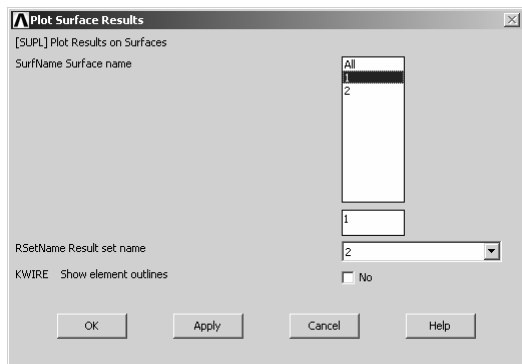 Plot Surface Results
[SUPL] Plot Results on Surfaces
SurfName Surface name
All
1
2
1
RSetName Result set name
2
KWIRE Show element outlines
No
OK Apply Cancel Help